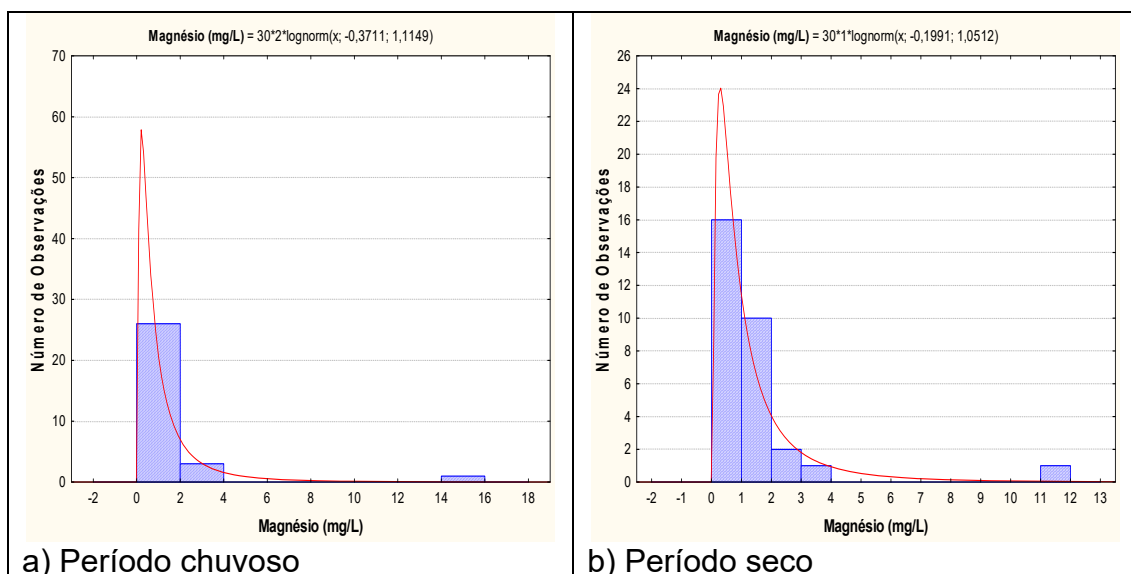 Magnésio (mg/L) = 30*2*lognorm(x; -0,3711; 1,1149)
70
60
50
40
30
20
10
0
Número de Observações
-2 0 2 4 6 8 10 12 14 16 18
Magnésio (mg/L)
a) Período chuvoso
Magnésio (mg/L) = 30*1*lognorm(x; -0,1991; 1,0512)
26
24
22
20
18
16
14
12
10
8
6
4
2
0
Número de Observações
-2 -1 0 1 2 3 4 5 6 7 8 9 10 11 12 13
Magnésio (mg/L)
b) Período seco